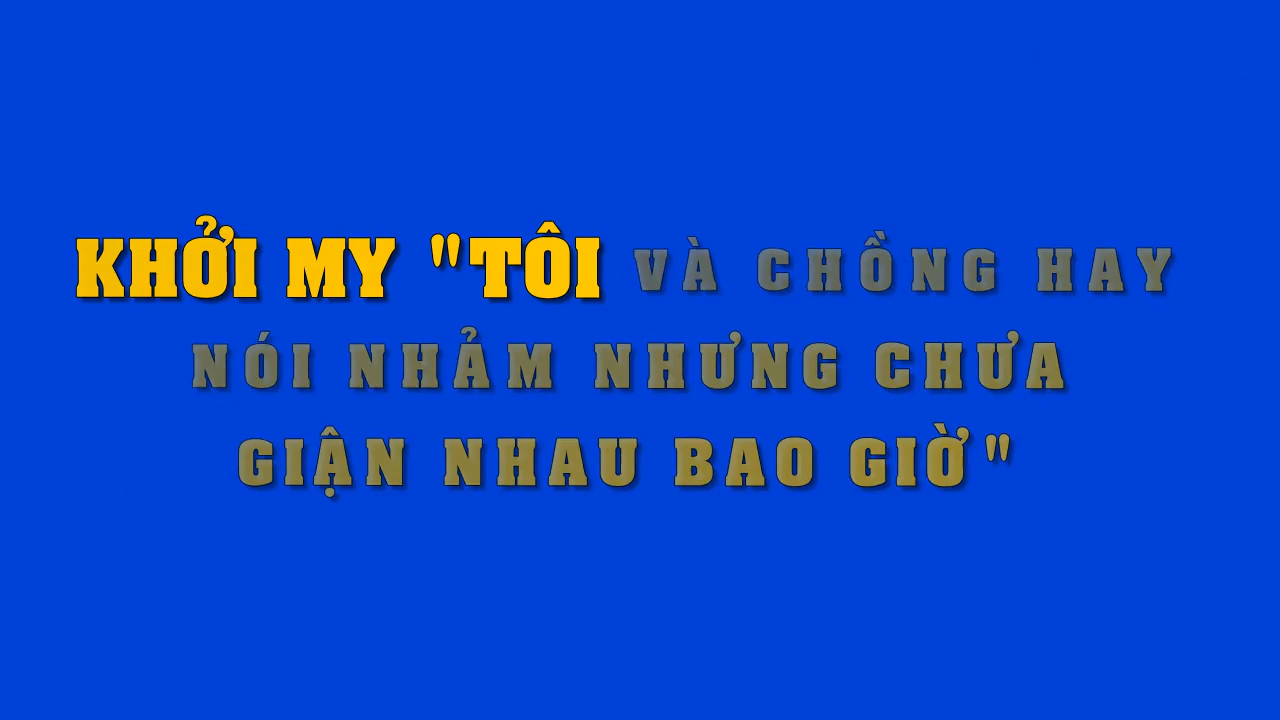 KHỞI MY "TÔI VÀ CHỒNG HAY
NÓI NHẢM NHƯNG CHƯA
GIẬN NHAU BAO GIỜ"